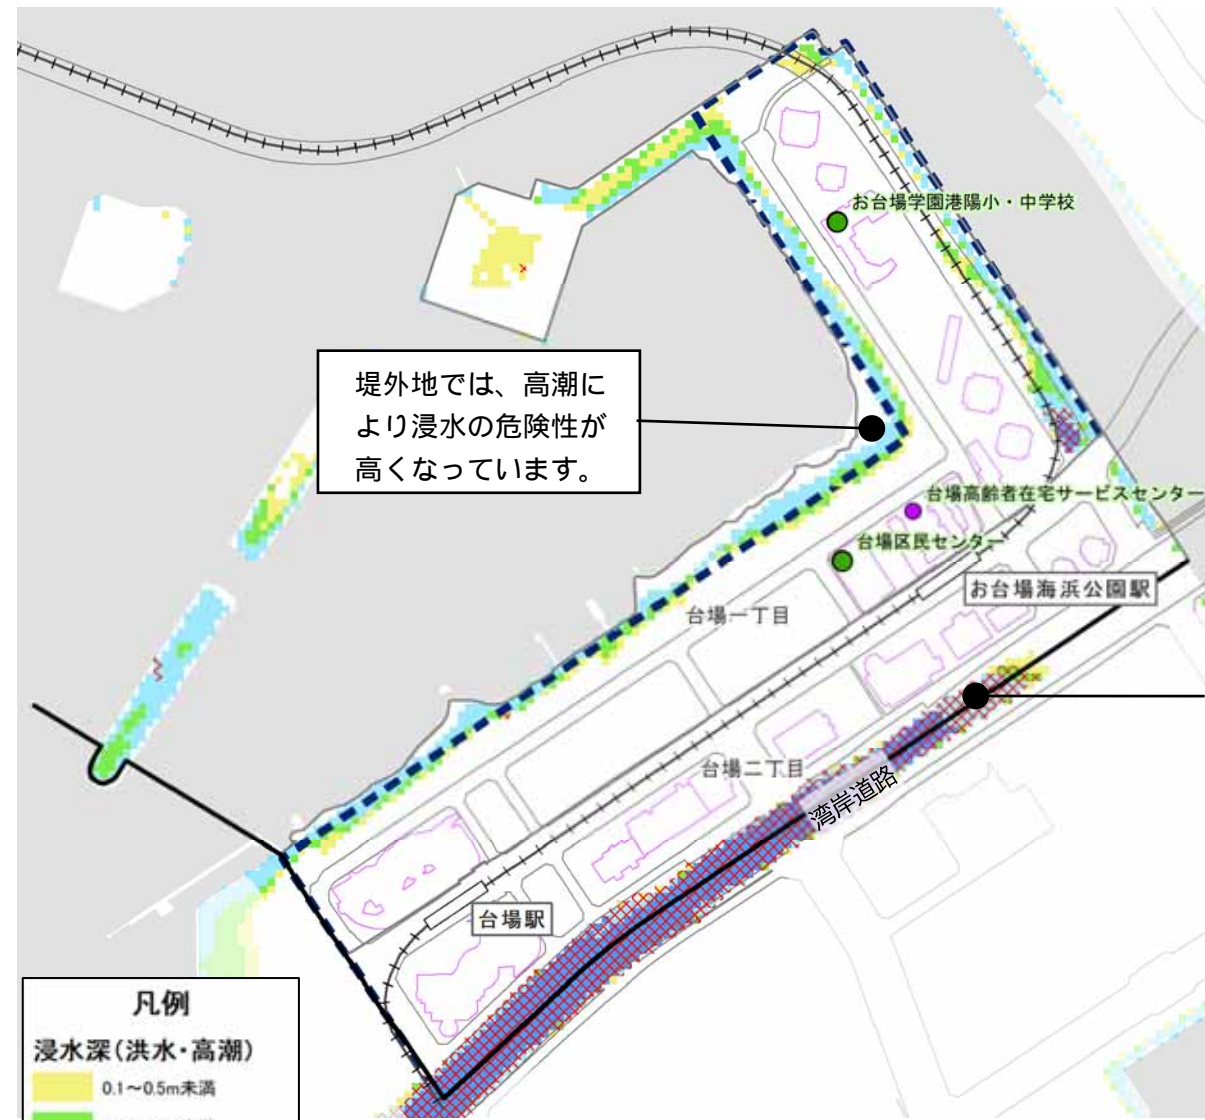 お台場学園港陽小・中学校
堤外地では、高潮に
より浸水の危険性が
高くなっています。
台場高齢者在宅サービスセンター
台場区民センター
お台場海浜公園駅
台場一丁目
台場二丁目
湾岸道路
台場駅
凡例
浸水深(洪水・高潮)
0.1～0.5m未満